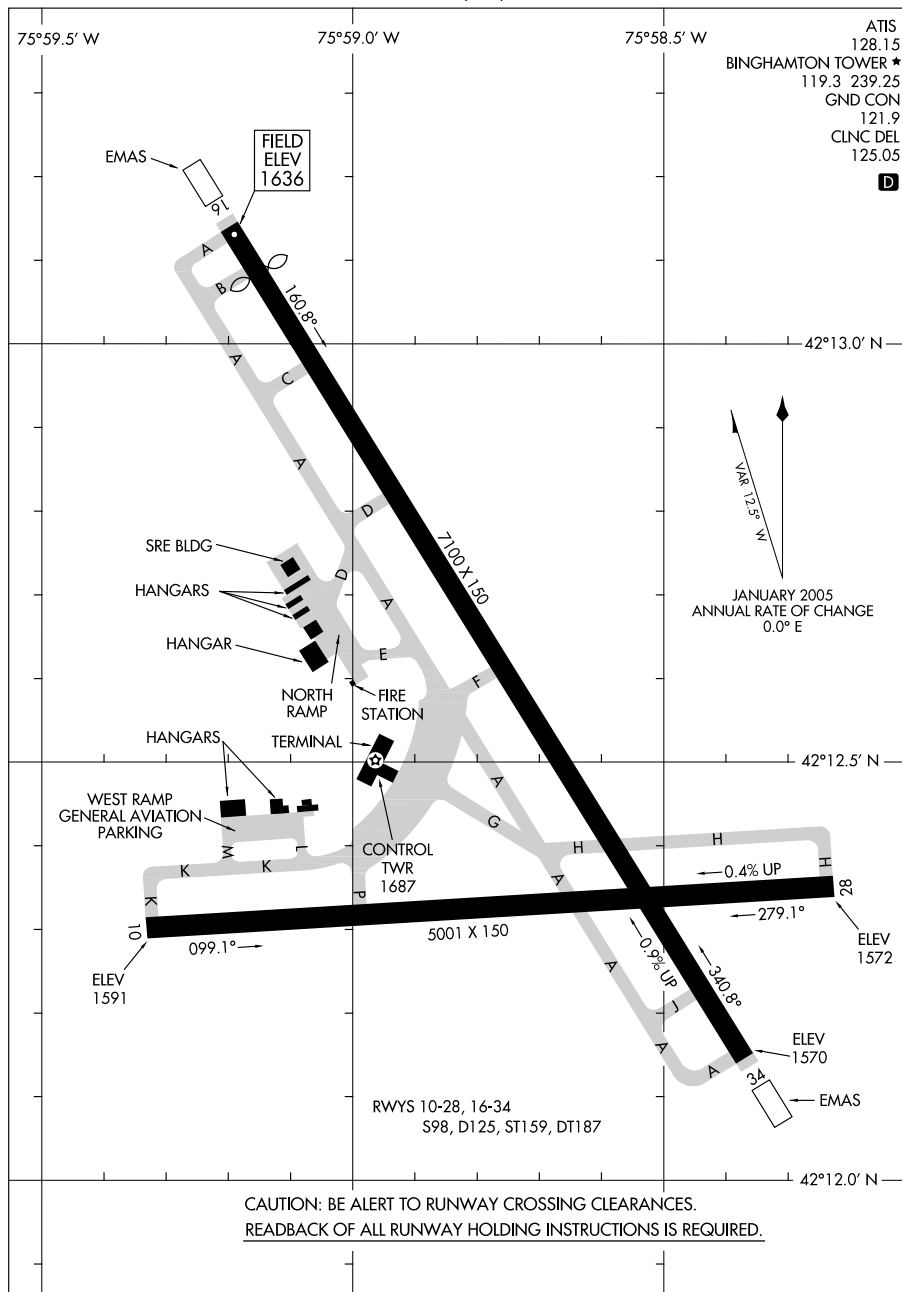 75°59.5' W
75°59.0' W
75°58.5' W
ATIS
128.15
BINGHAMTON TOWER ★
119.3 239.25
GND CON
121.9
CLNC DEL
125.05
D
EMAS
FIELD
ELEV
1636
16
A
B
160.8°
42°13.0' N
A
C
A
VAR 12.5° W
D
7100 X 150
SRE BLDG
D
HANGARS
JANUARY 2005
ANNUAL RATE OF CHANGE
0.0° E
A
HANGAR
E
F
NORTH
RAMP
FIRE
STATION
HANGARS
TERMINAL
42°12.5' N
A
WEST RAMP
GENERAL AVIATION
PARKING
G
H
H
CONTROL
TWR
1687
M
L
K
K
A
0.4% UP
H
28
K
P
279.1°
10
099.1°
5001 X 150
ELEV
1572
0.9% UP
340.8°
ELEV
1591
A
J
ELEV
1570
A
A
34
EMAS
RWYS 10-28, 16-34
S98, D125, ST159, DT187
42°12.0' N
CAUTION: BE ALERT TO RUNWAY CROSSING CLEARANCES.
READBACK OF ALL RUNWAY HOLDING INSTRUCTIONS IS REQUIRED.